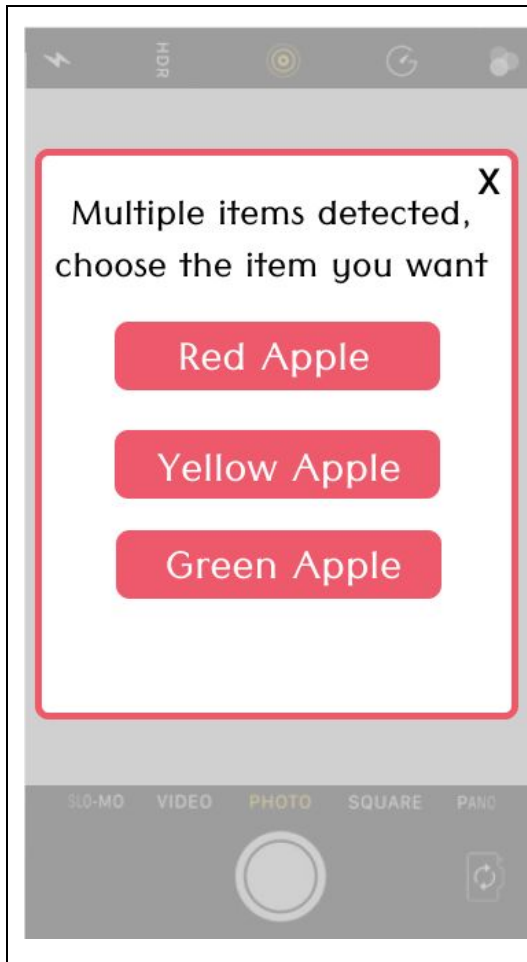 HDR
X
Multiple items detected,
choose the item you want
Red Apple
Yellow Apple
Green Apple
SLO-MO VIDEO PHOTO SQUARE PANO